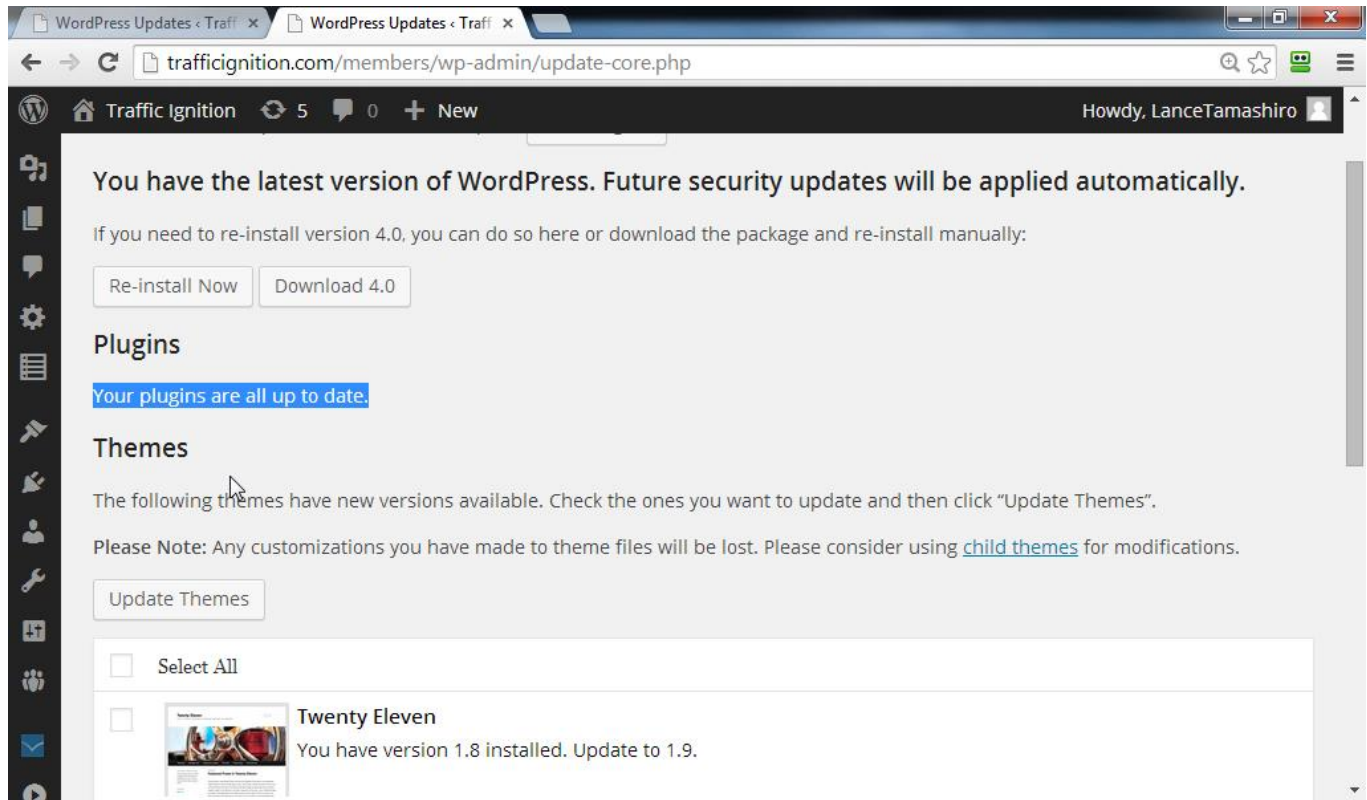 WordPress Updates ‹ Traff
WordPress Updates ‹ Traff
trafficignition.com/members/wp-admin/update-core.php
Traffic Ignition 5 0 + New Howdy, LanceTamashiro
You have the latest version of WordPress. Future security updates will be applied automatically.
If you need to re-install version 4.0, you can do so here or download the package and re-install manually:
Re-install Now Download 4.0
Plugins
Your plugins are all up to date.
Themes
The following themes have new versions available. Check the ones you want to update and then click “Update Themes”.
Please Note: Any customizations you have made to theme files will be lost. Please consider using child themes for modifications.
Update Themes
Select All
Twenty Eleven
You have version 1.8 installed. Update to 1.9.